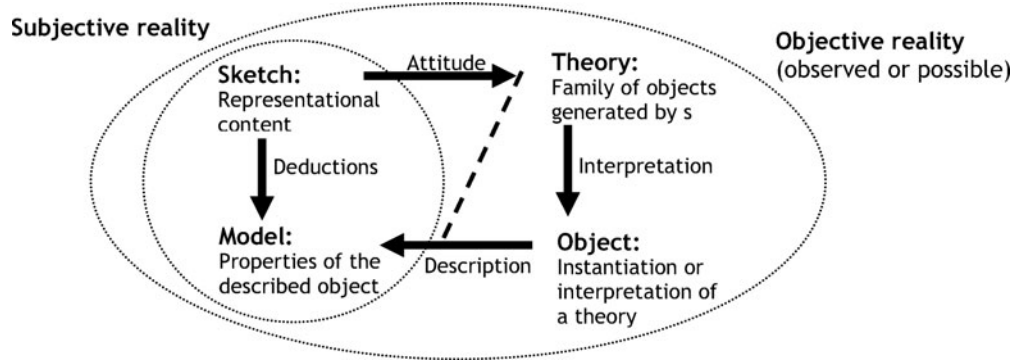 Subjective reality
Objective reality
(observed or possible)
Sketch:
Representational
content
Attitude
Theory:
Family of objects
generated by s
Deductions
Interpretation
Model:
Properties of the
described object
Description
Object:
Instantiation or
interpretation of
a theory